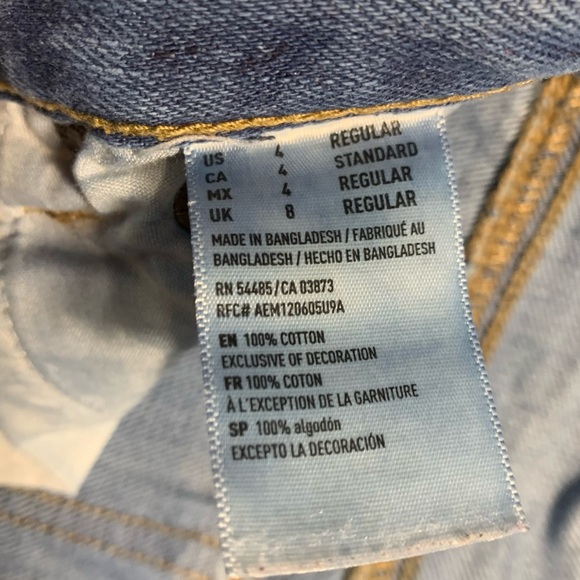 US 4 REGULAR
CA 4 STANDARD
MX 4 REGULAR
UK 8 REGULAR
MADE IN BANGLADESH / FABRIQUÉ AU
BANGLADESH / HECHO EN BANGLADESH
RN 54485/CA 03873
RFC# AEM120605U9A
EN 100% COTTON
EXCLUSIVE OF DECORATION
FR 100% COTON
À L'EXCEPTION DE LA GARNITURE
SP 100% algodón
EXCEPTO LA DECORACIÓN